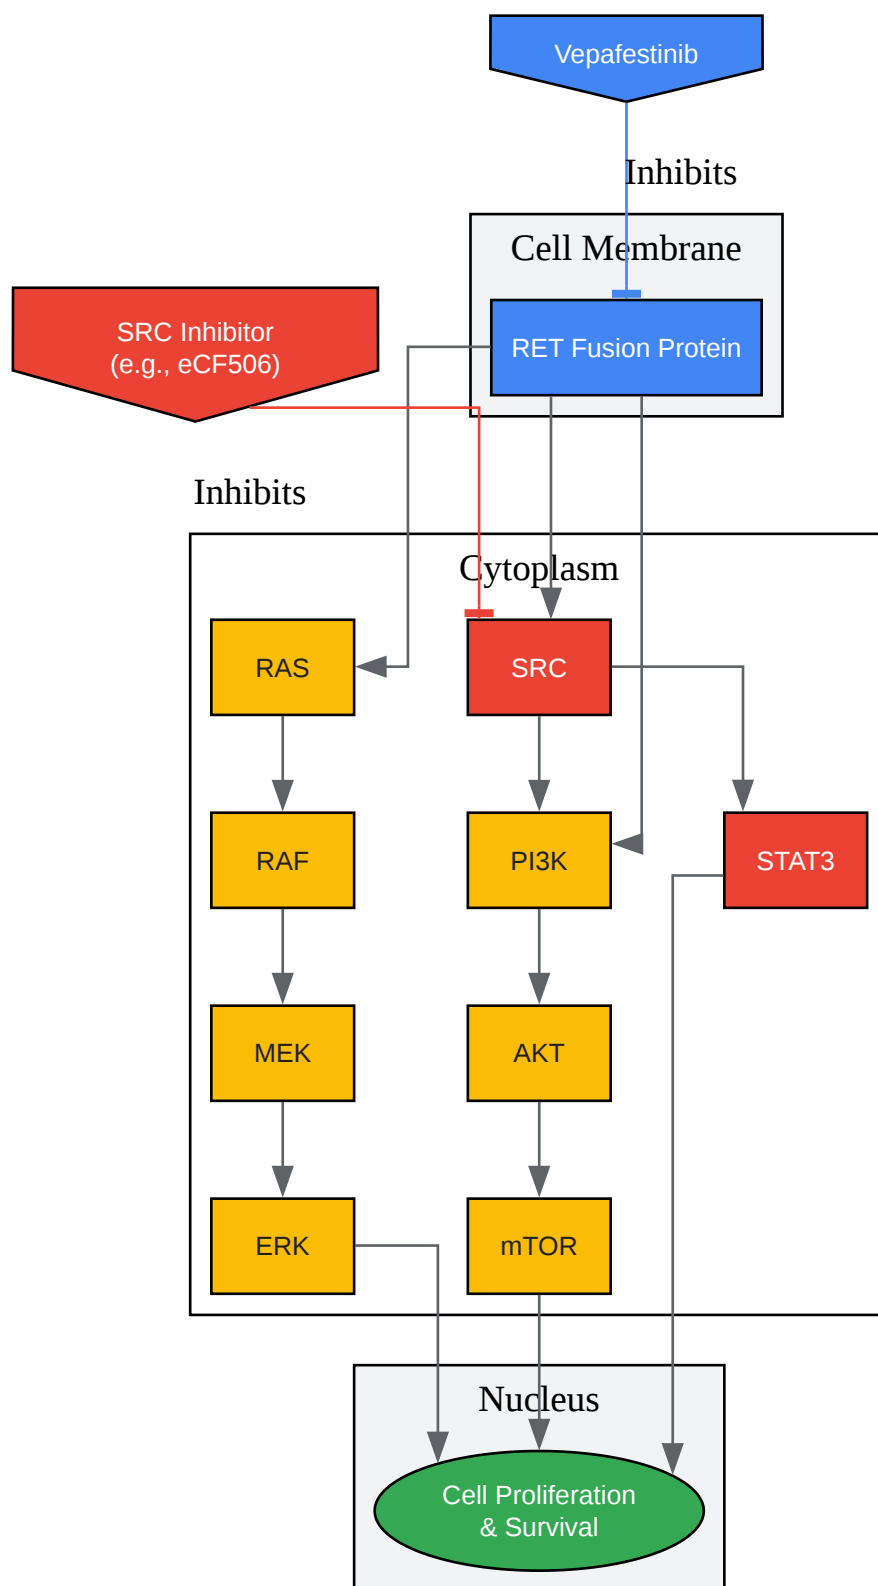 Vepafestinib
Inhibits
Cell Membrane
SRC Inhibitor
(e.g., eCF506)
RET Fusion Protein
Inhibits
Cytoplasm
RAS
SRC
RAF
PI3K
STAT3
MEK
AKT
ERK
mTOR
Nucleus
Cell Proliferation
& Survival